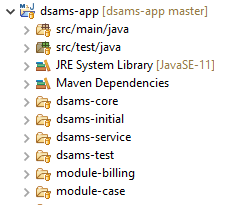 dsams-app [dsams-app master]
src/main/java
src/test/java
JRE System Library [JavaSE-11]
Maven Dependencies
dsams-core
dsams-initial
dsams-service
dsams-test
module-billing
module-case